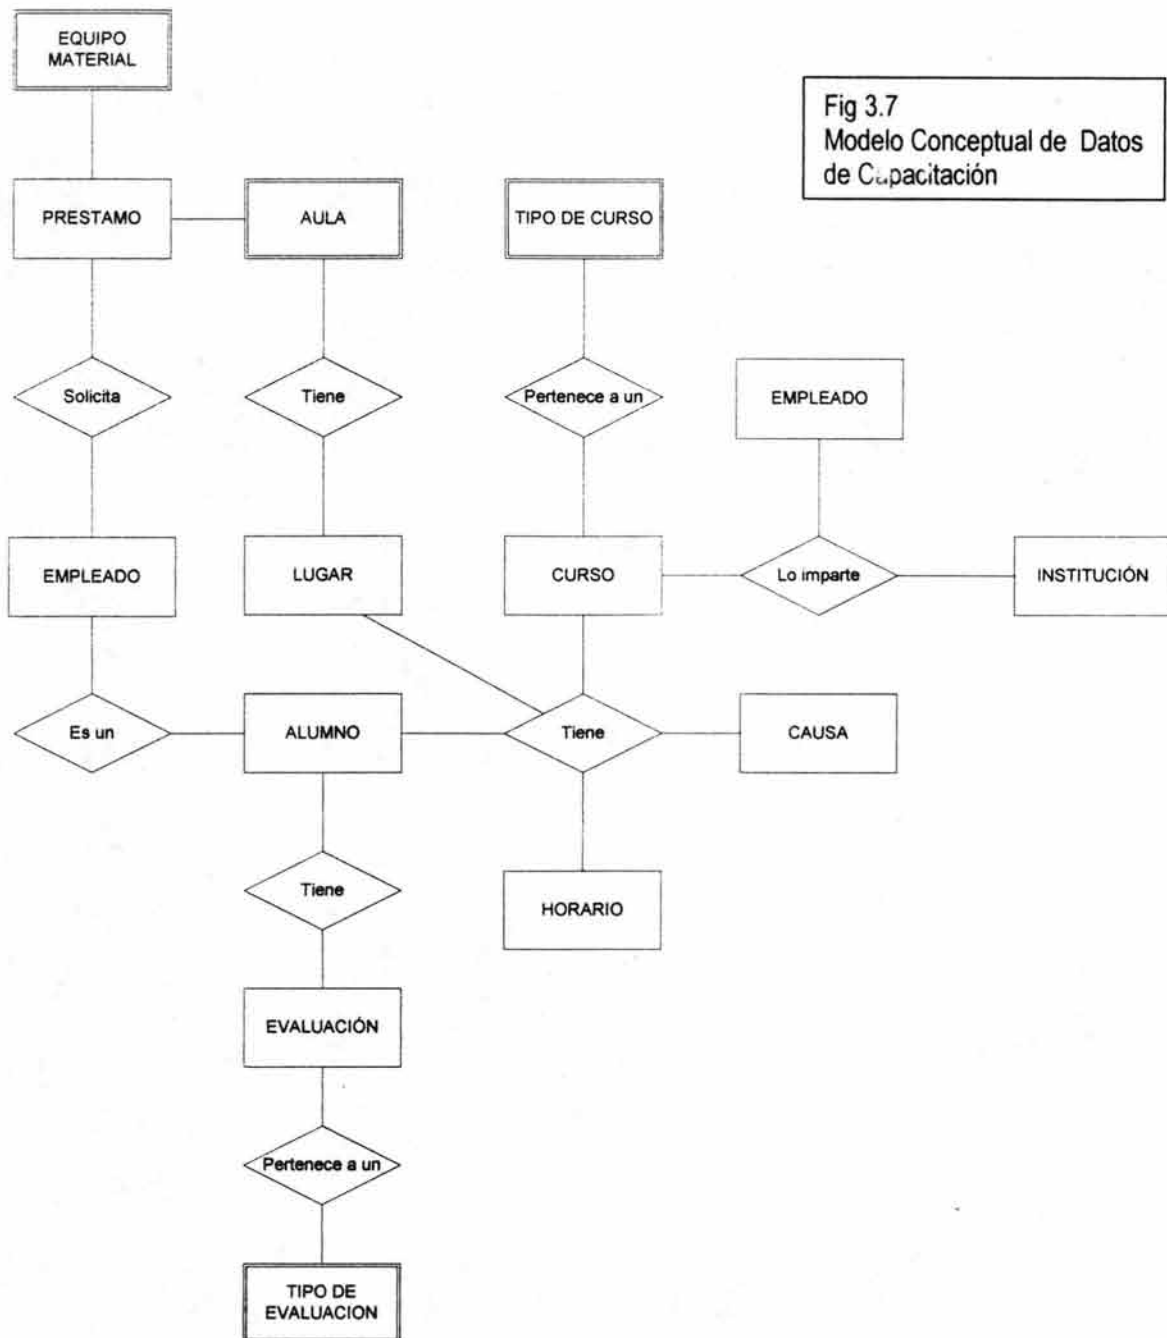 EQUIPO
MATERIAL
Fig 3.7
Modelo Conceptual de Datos
de Capacitación
PRESTAMO
AULA
TIPO DE CURSO
Solicita
Tiene
Pertenece a un
EMPLEADO
EMPLEADO
LUGAR
CURSO
Lo imparte
INSTITUCIÓN
Es un
ALUMNO
Tiene
CAUSA
Tiene
HORARIO
EVALUACIÓN
Pertenece a un
TIPO DE
EVALUACION